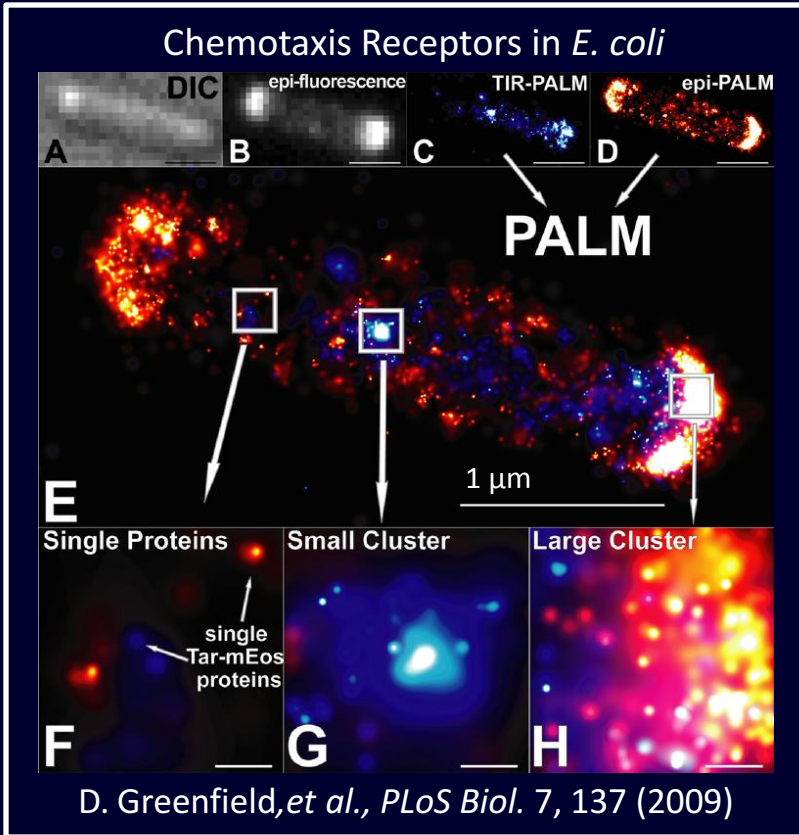 Chemotaxis Receptors in E. coli
DIC
epi-fluorescence
TIR-PALM
epi-PALM
A
B
C
D
PALM
E
1 μm
Single Proteins
Small Cluster
Large Cluster
single
Tar-mEos
proteins
F
G
H
D. Greenfield,et al., PLoS Biol. 7, 137 (2009)